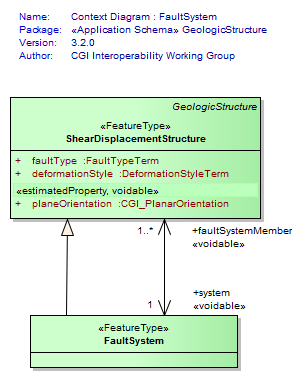 Name: Context Diagram : FaultSystem
Package: «Application Schema» GeologicStructure
Version: 3.2.0
Author: CGI Interoperability Working Group
GeologicStructure
«FeatureType»
ShearDisplacementStructure
+ faultType :FaultTypeTerm
+ deformationStyle :DeformationStyleTerm
«estimatedProperty, voidable»
+ planeOrientation :CGI_PlanarOrientation
1..* +faultSystemMember
«voidable»
+system
1 «voidable»
«FeatureType»
FaultSystem